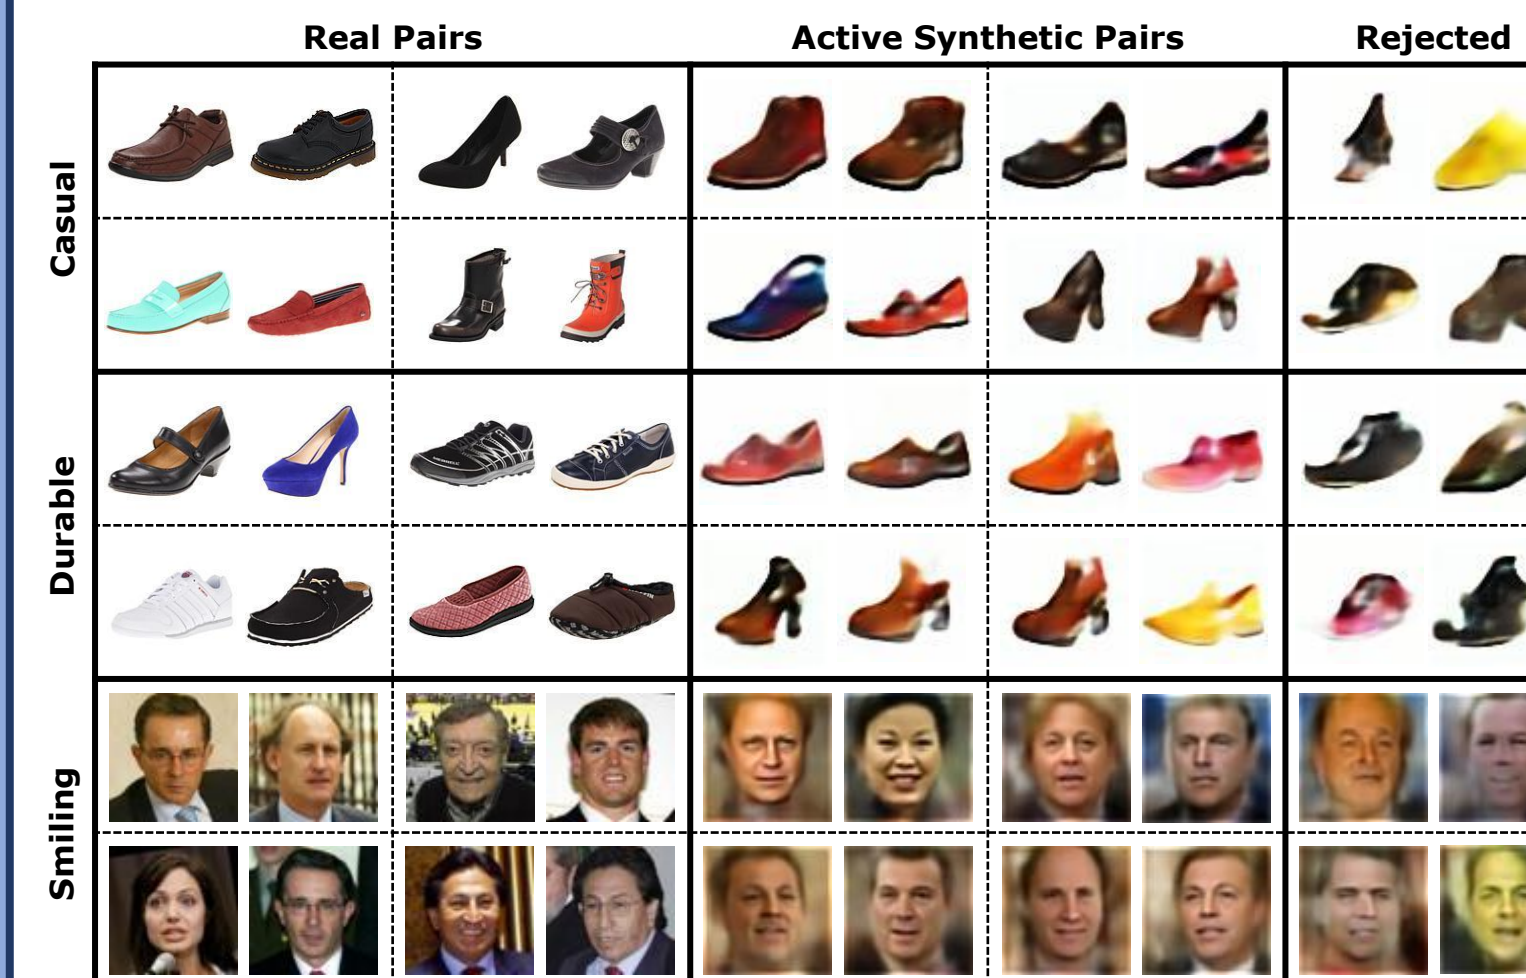 Real Pairs
Active Synthetic Pairs
Rejected
Casual
Durable
Smiling